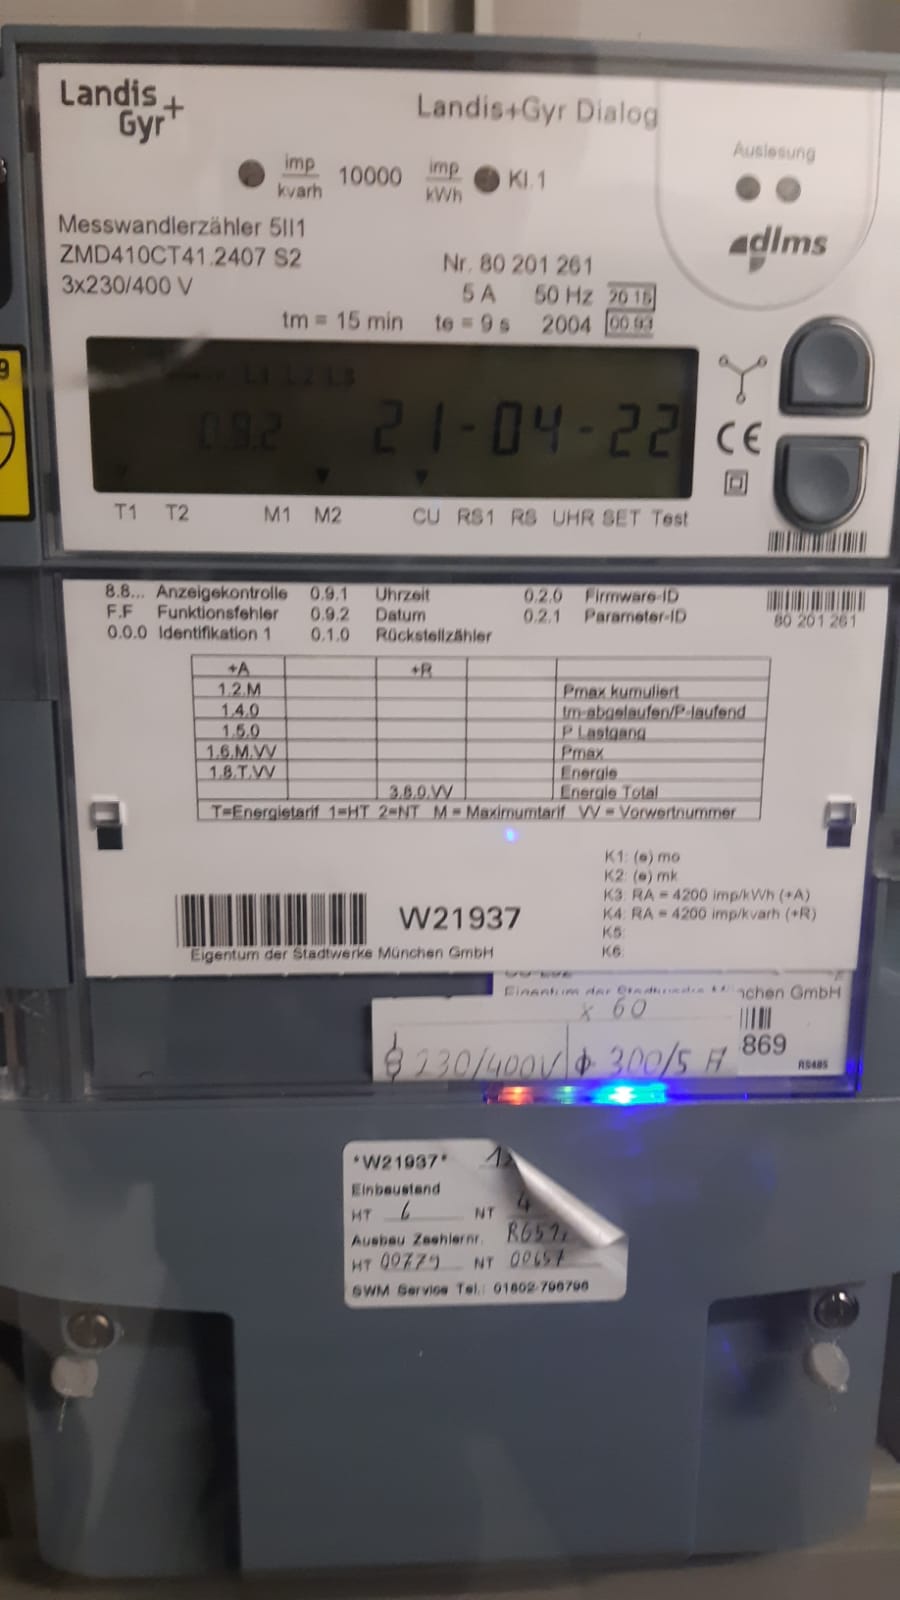 Landis
Gyr+
Landis+Gyr Dialog
Auslesung
imp
kvarh
10000
imp
kWh
Kl.1
dlms
Messwandlerzähler 5II1
ZMD410CT41.2407 S2
Nr. 80 201 261
3x230/400 V
5 A 50 Hz 20 15
tm = 15 min te = 9 s 2004 00.93
L1 L2 L3
0.9.2 21-04-22
CE
T1 T2 M1 M2 CU RS1 RS UHR SET Test
8.8... Anzeigekontrolle 0.9.1 Uhrzeit 0.2.0 Firmware-ID
F.F Funktionsfehler 0.9.2 Datum 0.2.1 Parameter-ID
0.0.0 Identifikation 1 0.1.0 Rückstellzähler
80 201 261
+A +R
1.2.M Pmax kumuliert
1.4.0 tm-abgelaufen/P-laufend
1.5.0 P Lastgang
1.6.M.VV Pmax
1.8.T.VV Energie
3.8.0.VV Energie Total
T=Energietarif 1=HT 2=NT M = Maximumtarif VV = Vorwertnummer
K1: (e) mo
K2: (e) mk
K3: RA = 4200 imp/kWh (+A)
K4: RA = 4200 imp/kvarh (+R)
K5:
K6:
W21937
Eigentum der Stadtwerke München GmbH
Eigentum der Stadtwerke München GmbH
x 60
869
RS485
230/400V 300/5 A
*W21937*
Einbaustand
HT 6 NT 4
Ausbau Zaehlernr.
HT 00779 NT 00657
SWM Service Tel.: 01802-796796